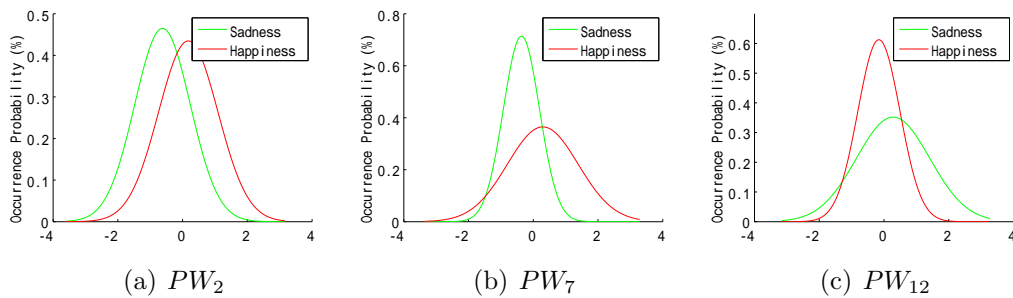 0.5
0.4
0.3
0.2
0.1
0
Occurrence Probability (%)
-4 -2 0 2 4
Sadness
Happiness
(a) PW2
0.8
0.6
0.4
0.2
0
Occurrence Probability (%)
-4 -2 0 2 4
Sadness
Happiness
(b) PW7
0.6
0.5
0.4
0.3
0.2
0.1
0
Occurrence Probability (%)
-4 -2 0 2 4
Sadness
Happiness
(c) PW12